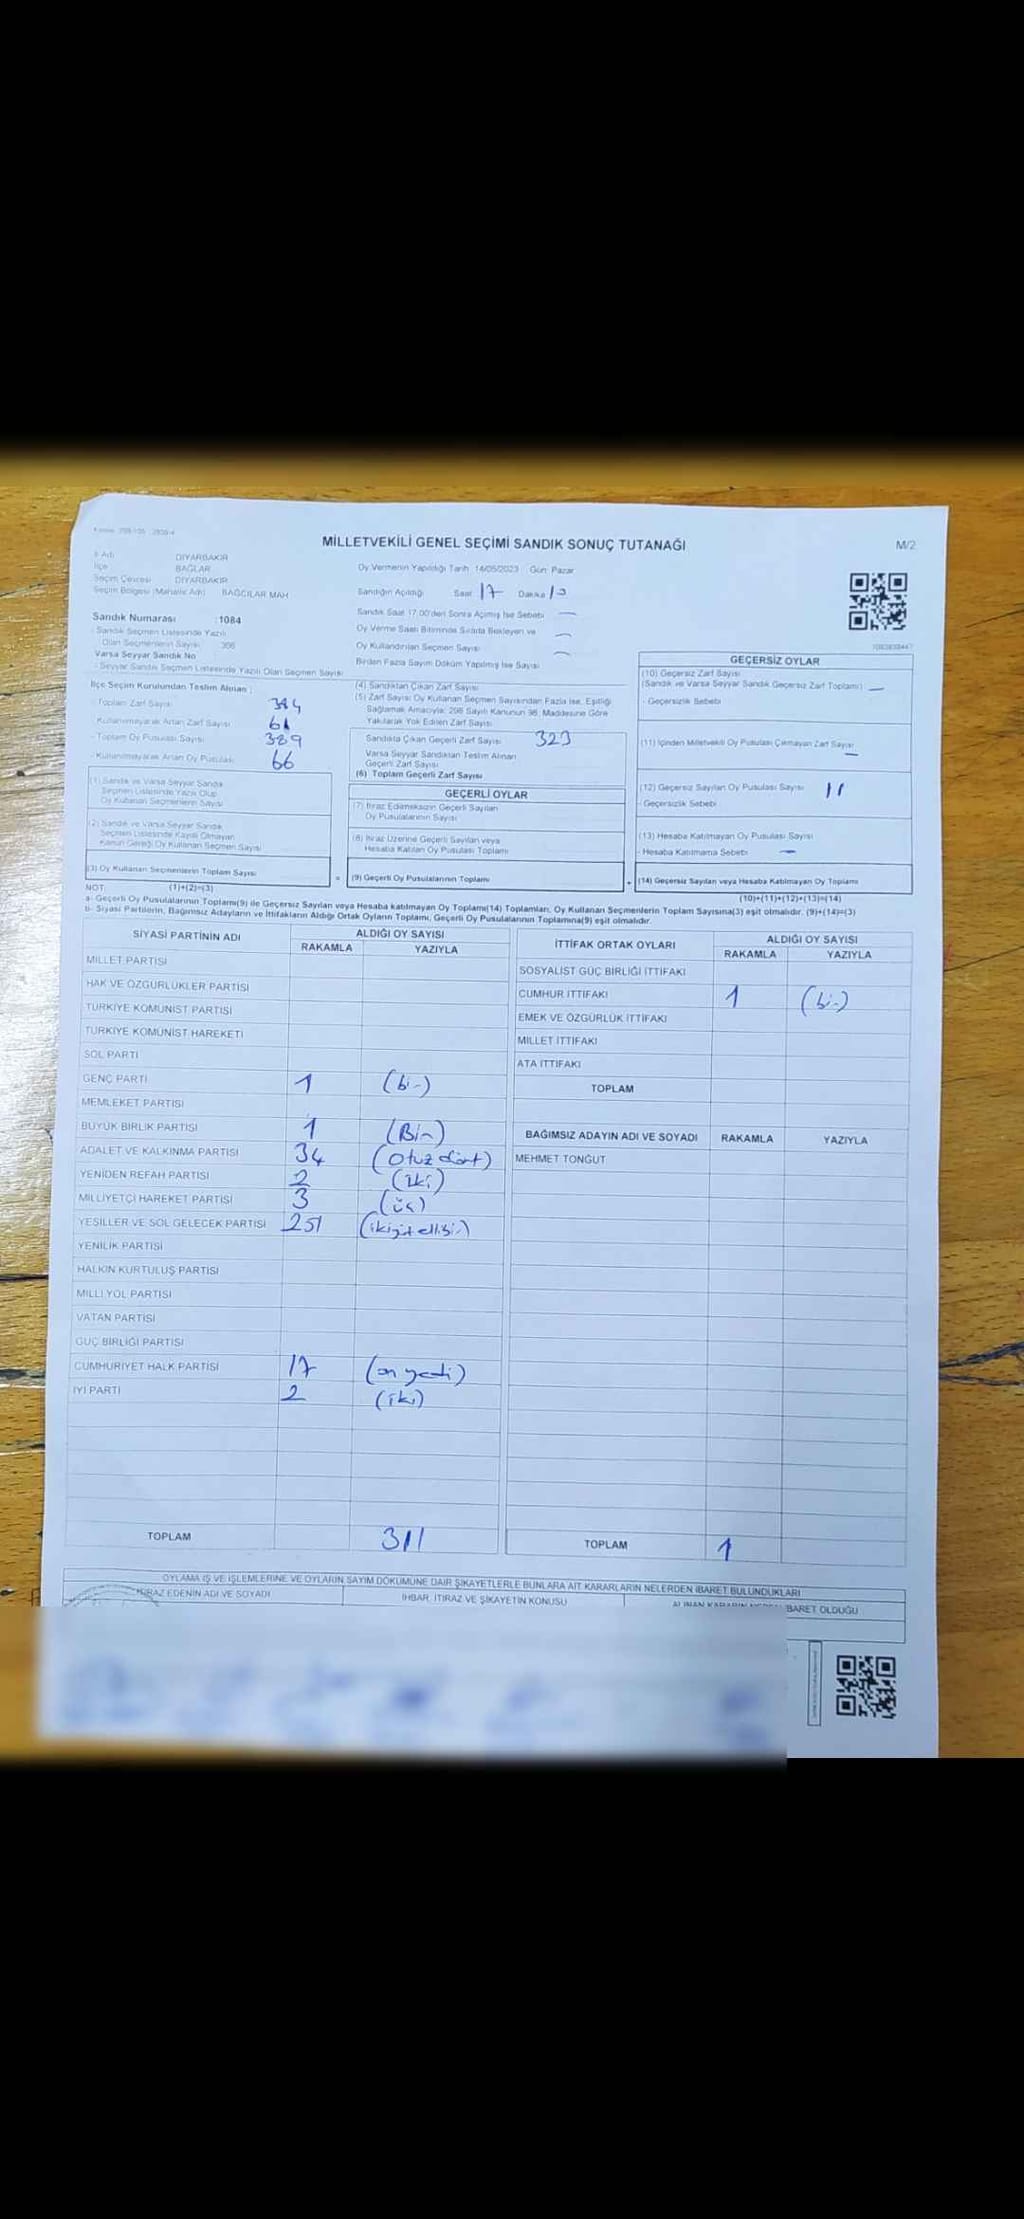 MİLLETVEKİLİ GENEL SEÇİMİ SANDIK SONUÇ TUTANAĞI
M/2
İl Adı DİYARBAKIR
İlçe BAĞLAR
Seçim Çevresi DİYARBAKIR
Seçim Bölgesi (Mahalle Adı) BAĞCILAR MAH
Sandık Numarası : 1084
- Sandık Seçmen Listesinde Yazılı
Olan Seçmenlerin Sayısı
Varsa Seyyar Sandık No
- Seyyar Sandık Seçmen Listesinde Yazılı Olan Seçmen Sayısı
Oy Vermenin Yapıldığı Tarih 14/05/2023 Gün: Pazar
Sandığın Açıldığı Saat 17 Dakika
Sandık Saat 17.00'den Sonra Açılmış İse Sebebi —
Oy Verme Saati Bitiminde Sırada Bekleyen ve —
Oy Kullandırılan Seçmen Sayısı —
Birden Fazla Sayım Döküm Yapılmış İse Sayısı
İlçe Seçim Kurulundan Teslim Alınan :
- Toplam Zarf Sayısı 384
- Kullanılmayarak Artan Zarf Sayısı 61
- Toplam Oy Pusulası Sayısı 389
- Kullanılmayarak Artan Oy Pusulası 66
(1) Sandık ve Varsa Seyyar Sandık
Seçmen Listesinde Yazılı Olup
Oy Kullanan Seçmenlerin Sayısı
(2) Sandık ve Varsa Seyyar Sandık
Seçmen Listesinde Kayıtlı Olmayan
Kanun Gereği Oy Kullanan Seçmen Sayısı
(3) Oy Kullanan Seçmenlerin Toplam Sayısı
(1)+(2)=(3)
(4) Sandıktan Çıkan Zarf Sayısı
(5) Zarf Sayısı Oy Kullanan Seçmen Sayısından Fazla İse, Eşitliği
Sağlamak Amacıyla; 298 Sayılı Kanunun 98. Maddesine Göre
Yakılarak Yok Edilen Zarf Sayısı
Sandıkta Çıkan Geçerli Zarf Sayısı 323
Varsa Seyyar Sandıktan Teslim Alınan
Geçerli Zarf Sayısı
(6) Toplam Geçerli Zarf Sayısı
GEÇERLİ OYLAR
(7) İtiraz Edilmeksizin Geçerli Sayılan
Oy Pusulalarının Sayısı
(8) İtiraz Üzerine Geçerli Sayılan veya
Hesaba Katılan Oy Pusulası Toplamı
= (9) Geçerli Oy Pusulalarının Toplamı
GEÇERSİZ OYLAR
(10) Geçersiz Zarf Sayısı
(Sandık ve Varsa Seyyar Sandık Geçersiz Zarf Toplamı) —
- Geçersizlik Sebebi
(11) İçinden Milletvekili Oy Pusulası Çıkmayan Zarf Sayısı —
(12) Geçersiz Sayılan Oy Pusulası Sayısı 11
- Geçersizlik Sebebi
(13) Hesaba Katılmayan Oy Pusulası Sayısı
- Hesaba Katılmama Sebebi —
+ (14) Geçersiz Sayılan veya Hesaba Katılmayan Oy Toplamı
(10)+(11)+(12)+(13)=(14)
NOT:
a- Geçerli Oy Pusulalarının Toplamı(9) ile Geçersiz Sayılan veya Hesaba katılmayan Oy Toplamı(14) Toplamları, Oy Kullanan Seçmenlerin Toplam Sayısına(3) eşit olmalıdır. (9)+(14)=(3)
b- Siyasi Partilerin, Bağımsız Adayların ve İttifakların Aldığı Ortak Oyların Toplamı, Geçerli Oy Pusulalarının Toplamına(9) eşit olmalıdır.
SİYASİ PARTİNİN ADI ALDIĞI OY SAYISI
RAKAMLA YAZIYLA
MİLLET PARTİSİ
HAK VE ÖZGÜRLÜKLER PARTİSİ
TÜRKİYE KOMÜNİST PARTİSİ
TÜRKİYE KOMÜNİST HAREKETİ
SOL PARTİ
GENÇ PARTİ 1 (bir)
MEMLEKET PARTİSİ
BÜYÜK BİRLİK PARTİSİ 1 (Bir)
ADALET VE KALKINMA PARTİSİ 34 (otuz dört)
YENİDEN REFAH PARTİSİ 2 (iki)
MİLLİYETÇİ HAREKET PARTİSİ 3 (üç)
YEŞİLLER VE SOL GELECEK PARTİSİ 251 (ikiyüz ellibir)
YENİLİK PARTİSİ
HALKIN KURTULUŞ PARTİSİ
MİLLİ YOL PARTİSİ
VATAN PARTİSİ
GÜÇ BİRLİĞİ PARTİSİ
CUMHURİYET HALK PARTİSİ 17 (on yedi)
İYİ PARTİ 2 (iki)
TOPLAM 311
İTTİFAK ORTAK OYLARI ALDIĞI OY SAYISI
RAKAMLA YAZIYLA
SOSYALİST GÜÇ BİRLİĞİ İTTİFAKI
CUMHUR İTTİFAKI 1 (bir)
EMEK VE ÖZGÜRLÜK İTTİFAKI
MİLLET İTTİFAKI
ATA İTTİFAKI
TOPLAM
BAĞIMSIZ ADAYIN ADI VE SOYADI RAKAMLA YAZIYLA
MEHMET TONĞUT
TOPLAM 1
OYLAMA İŞ VE İŞLEMLERİNE VE OYLARIN SAYIM DÖKÜMÜNE DAİR ŞİKAYETLERLE BUNLARA AİT KARARLARIN NELERDEN İBARET BULUNDUKLARI
İTİRAZ EDENİN ADI VE SOYADI
İHBAR, İTİRAZ VE ŞİKAYETİN KONUSU
ALINAN KARARIN NEDEN İBARET OLDUĞU